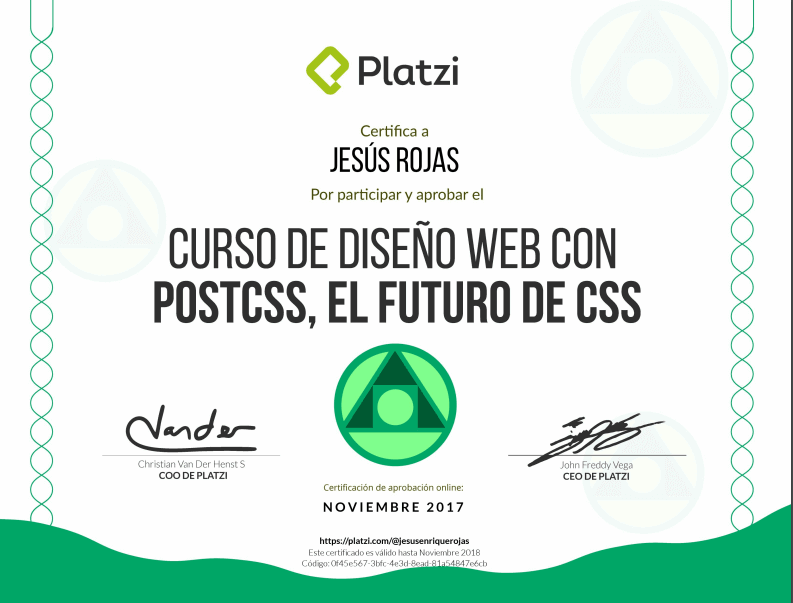 Platzi
Certifica a
JESÚS ROJAS
Por participar y aprobar el
CURSO DE DISEÑO WEB CON
POSTCSS, EL FUTURO DE CSS
Vander
Christian Van Der Henst S
COO DE PLATZI
John Freddy Vega
CEO DE PLATZI
Certificación de aprobación online:
NOVIEMBRE 2017
https://platzi.com/@jesusenriquerojas
Este certificado es válido hasta Noviembre 2018
Código: 0f45e567-3bfc-4e3d-8ead-81a54847e6cb